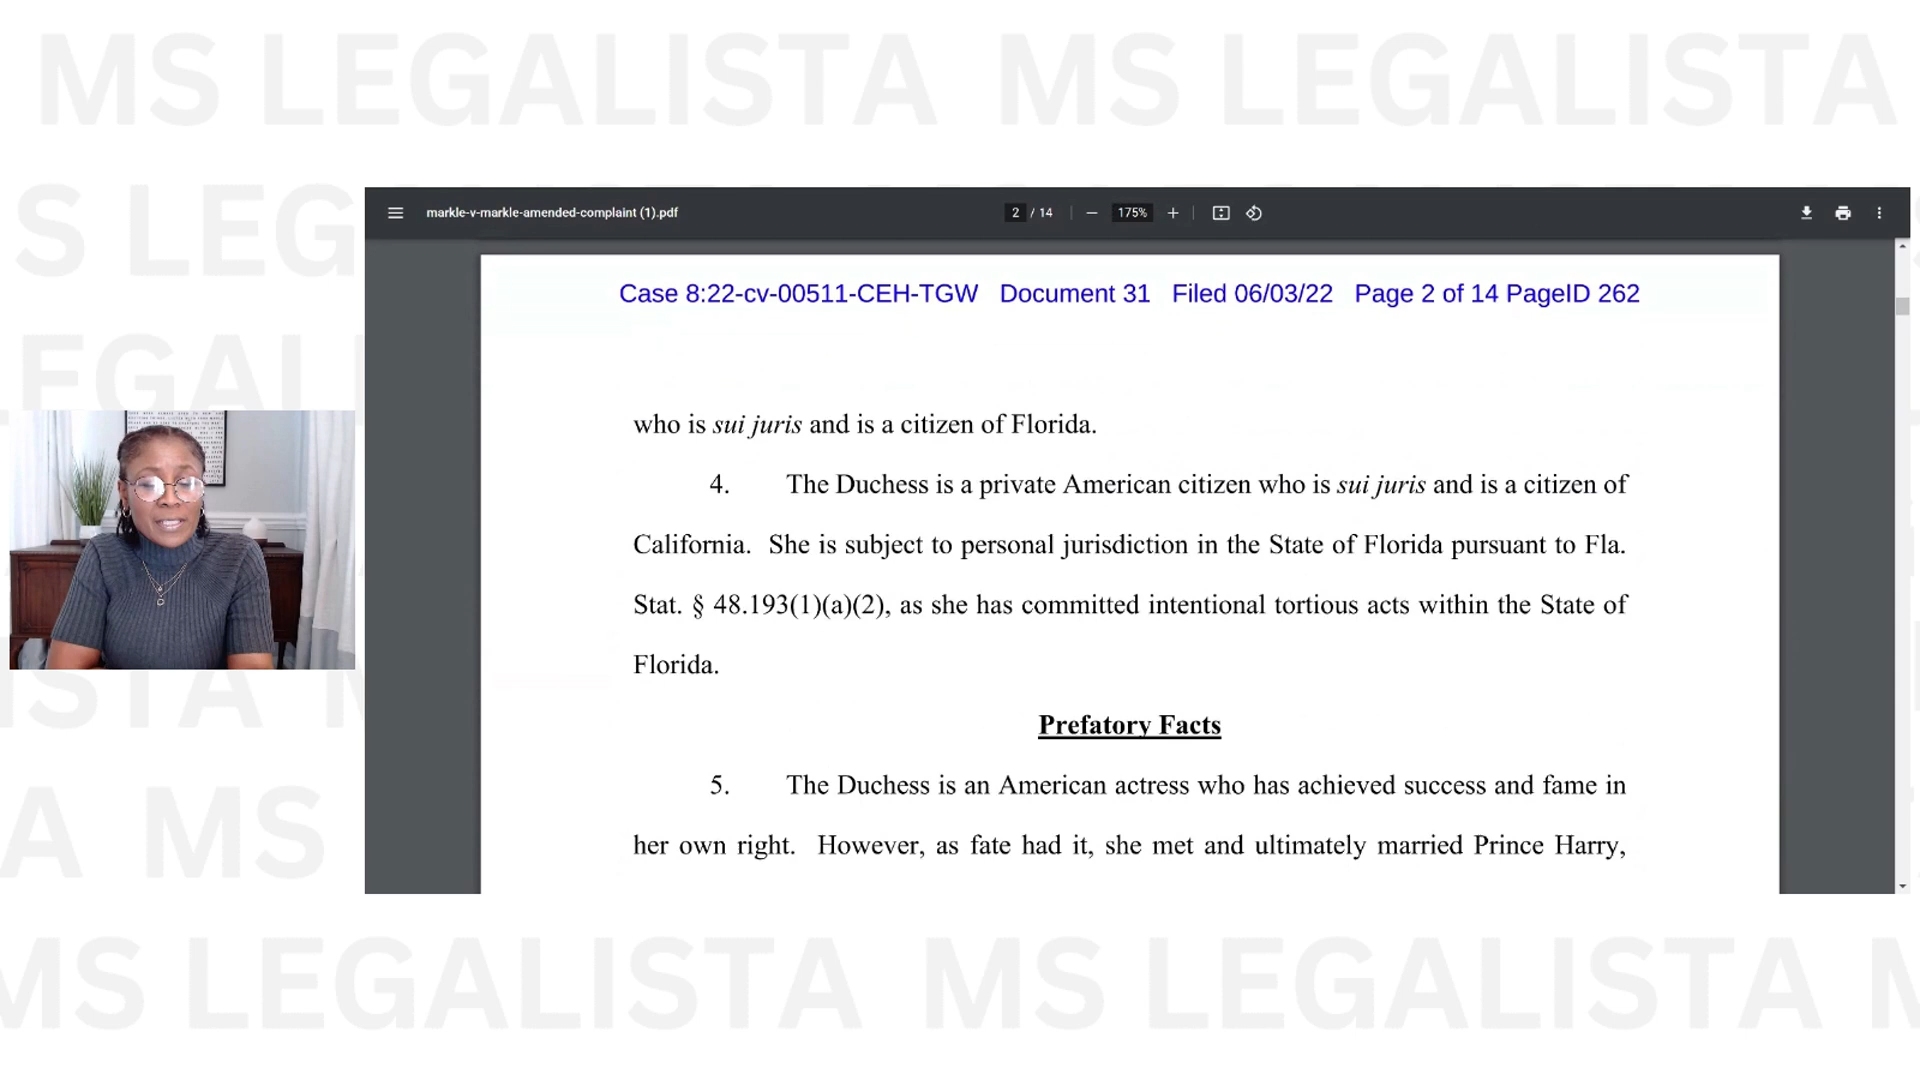 MS LEGALISTA MS LEGALISTA
S LEG
markle-v-markle-amended-complaint (1).pdf
2 / 14
175%
Case 8:22-cv-00511-CEH-TGW Document 31 Filed 06/03/22 Page 2 of 14 PageID 262
EGALI
who is sui juris and is a citizen of Florida.
4. The Duchess is a private American citizen who is sui juris and is a citizen of
California. She is subject to personal jurisdiction in the State of Florida pursuant to Fla.
Stat. § 48.193(1)(a)(2), as she has committed intentional tortious acts within the State of
Florida.
ISTA M
Prefatory Facts
5. The Duchess is an American actress who has achieved success and fame in
her own right. However, as fate had it, she met and ultimately married Prince Harry,
A MS
MS LEGALISTA MS LEGALISTA M